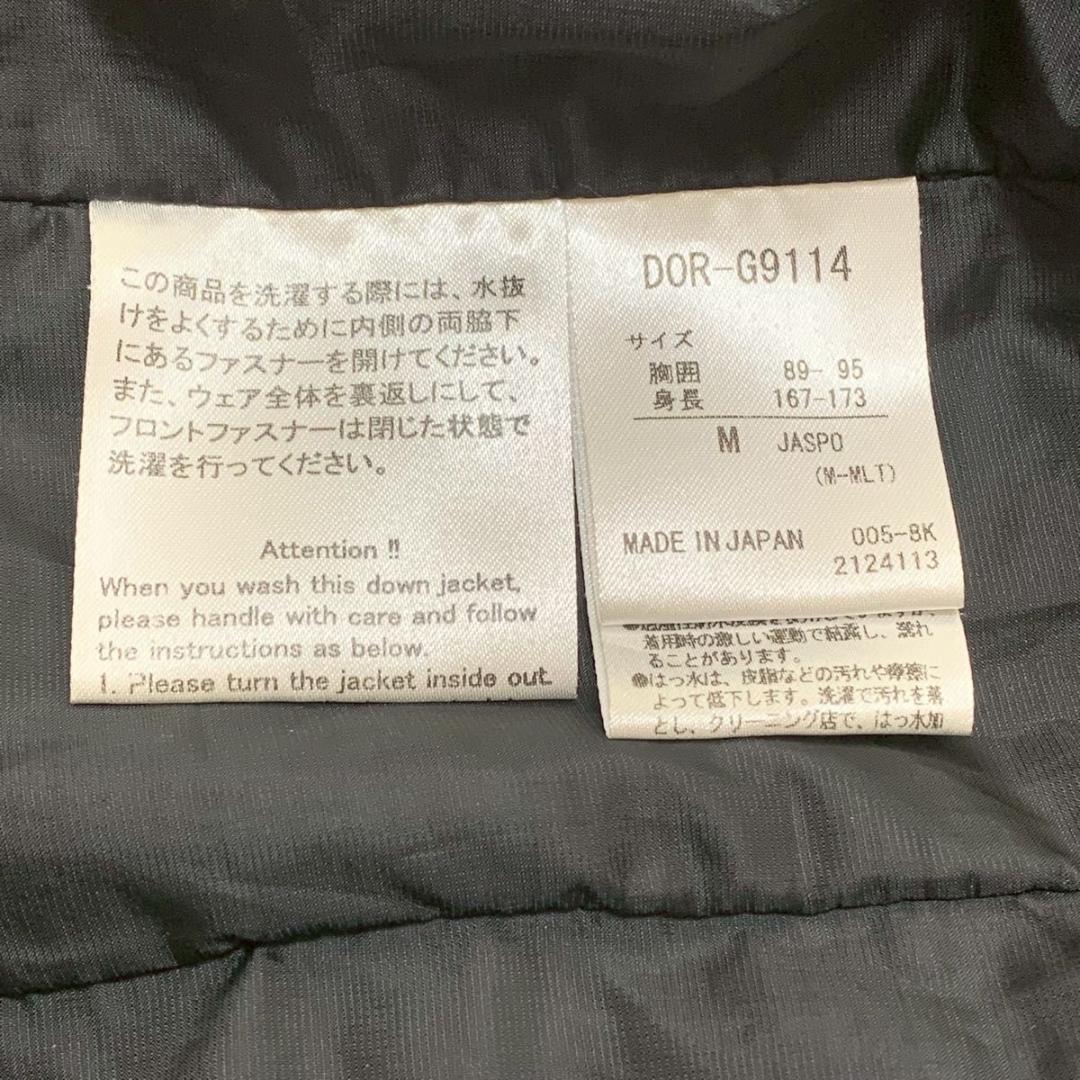 この商品を洗濯する際には、水抜
けをよくするために内側の両脇下
にあるファスナーを開けてください。
また、ウェア全体を裏返しにして、
フロントファスナーは閉じた状態で
洗濯を行ってください。
Attention !!
When you wash this down jacket,
please handle with care and follow
the instructions as below.
1. Please turn the jacket inside out.
DOR-G9114
サイズ
胸囲 89- 95
身長 167-173
M JASPO
(M-MLT)
MADE IN JAPAN 005-8K
2124113
着用時の激しい運動で結露し、濡れ
ることがあります。
●はっ水は、皮脂などの汚れや摩擦に
よって低下します。洗濯で汚れを落
とし、クリーニング店で、はっ水加